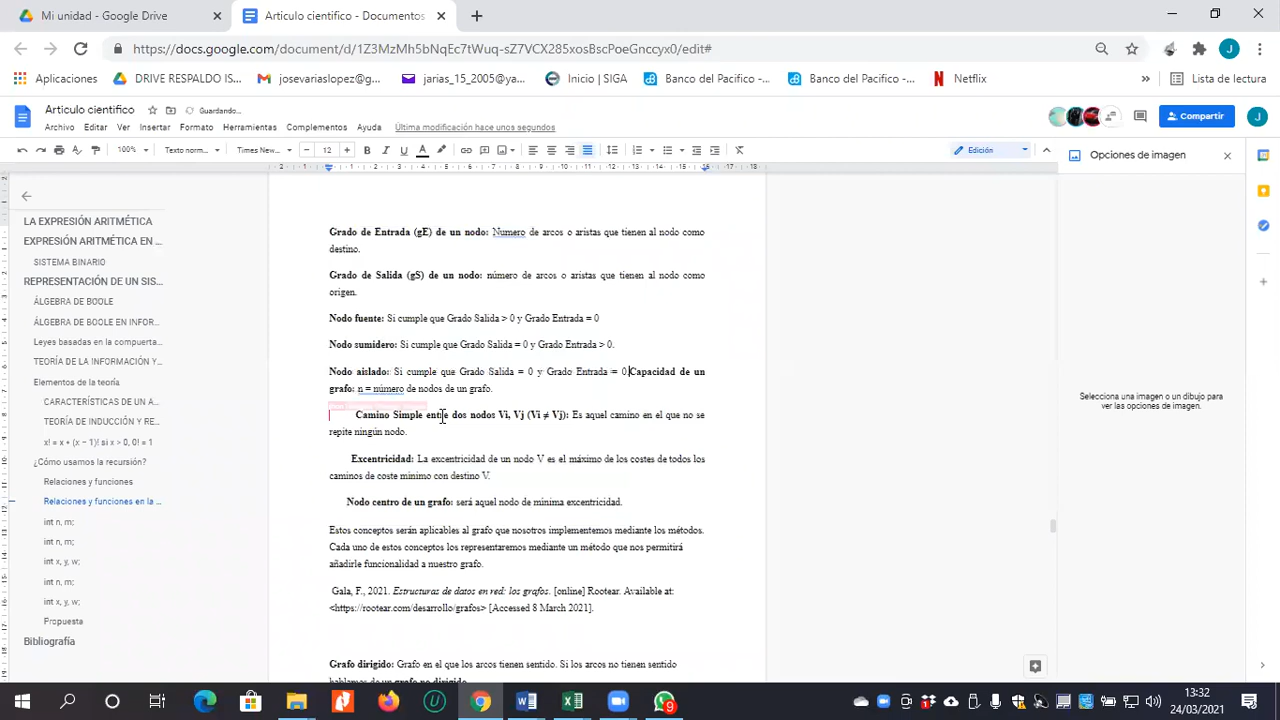 Mi unidad - Google Drive
Artículo científico - Documentos
https://docs.google.com/document/d/1Z3MzMh5bNqEc7tWuq-sZ7VCX285xosBscPoeGnccyx0/edit#
Aplicaciones
DRIVE RESPALDO IS...
josevariaslopez@g...
jarias_15_2005@ya...
Inicio | SIGA
Banco del Pacifico -...
Banco del Pacifico -...
Netflix
»
Lista de lectura
Artículo científico
Guardando...
Archivo Editar Ver Insertar Formato Herramientas Complementos Ayuda Última modificación hace unos segundos
Compartir
J
100% Texto norm... Times New... 12
Edición
Opciones de imagen
Selecciona una imagen o un dibujo para
ver las opciones de imagen.
LA EXPRESIÓN ARITMÉTICA
EXPRESIÓN ARITMÉTICA EN ...
SISTEMA BINARIO
REPRESENTACIÓN DE UN SIS...
ÁLGEBRA DE BOOLE
ÁLGEBRA DE BOOLE EN INFOR...
Leyes basadas en la compuerta...
TEORÍA DE LA INFORMACIÓN Y...
Elementos de la teoría
CARACTERÍSTICAS DE UN A...
TEORÍA DE INDUCCIÓN Y RE...
x! = x + (x − 1)! si x > 0, 0! = 1
¿Cómo usamos la recursión?
Relaciones y funciones
Relaciones y funciones en la ...
int n, m;
int n, m;
int x, y, w;
int n, m;
int x, y, w;
Propuesta
Bibliografía
Grado de Entrada (gE) de un nodo: Numero de arcos o aristas que tienen al nodo como
destino.
Grado de Salida (gS) de un nodo: número de arcos o aristas que tienen al nodo como
origen.
Nodo fuente: Si cumple que Grado Salida > 0 y Grado Entrada = 0
Nodo sumidero: Si cumple que Grado Salida = 0 y Grado Entrada > 0.
Nodo aislado: Si cumple que Grado Salida = 0 y Grado Entrada = 0.Capacidad de un
grafo: n = número de nodos de un grafo.
Camino Simple entre dos nodos Vi, Vj (Vi ≠ Vj): Es aquel camino en el que no se
repite ningún nodo.
Excentricidad: La excentricidad de un nodo V es el máximo de los costes de todos los
caminos de coste mínimo con destino V.
Nodo centro de un grafo: será aquel nodo de mínima excentricidad.
Estos conceptos serán aplicables al grafo que nosotros implementemos mediante los métodos.
Cada uno de estos conceptos los representaremos mediante un método que nos permitirá
añadirle funcionalidad a nuestro grafo.
Gala, F., 2021. Estructuras de datos en red: los grafos. [online] Rootear. Available at:
<https://rootear.com/desarrollo/grafos> [Accessed 8 March 2021].
Grafo dirigido: Grafo en el que los arcos tienen sentido. Si los arcos no tienen sentido
hablamos de un grafo no dirigido.
9
13:32
24/03/2021